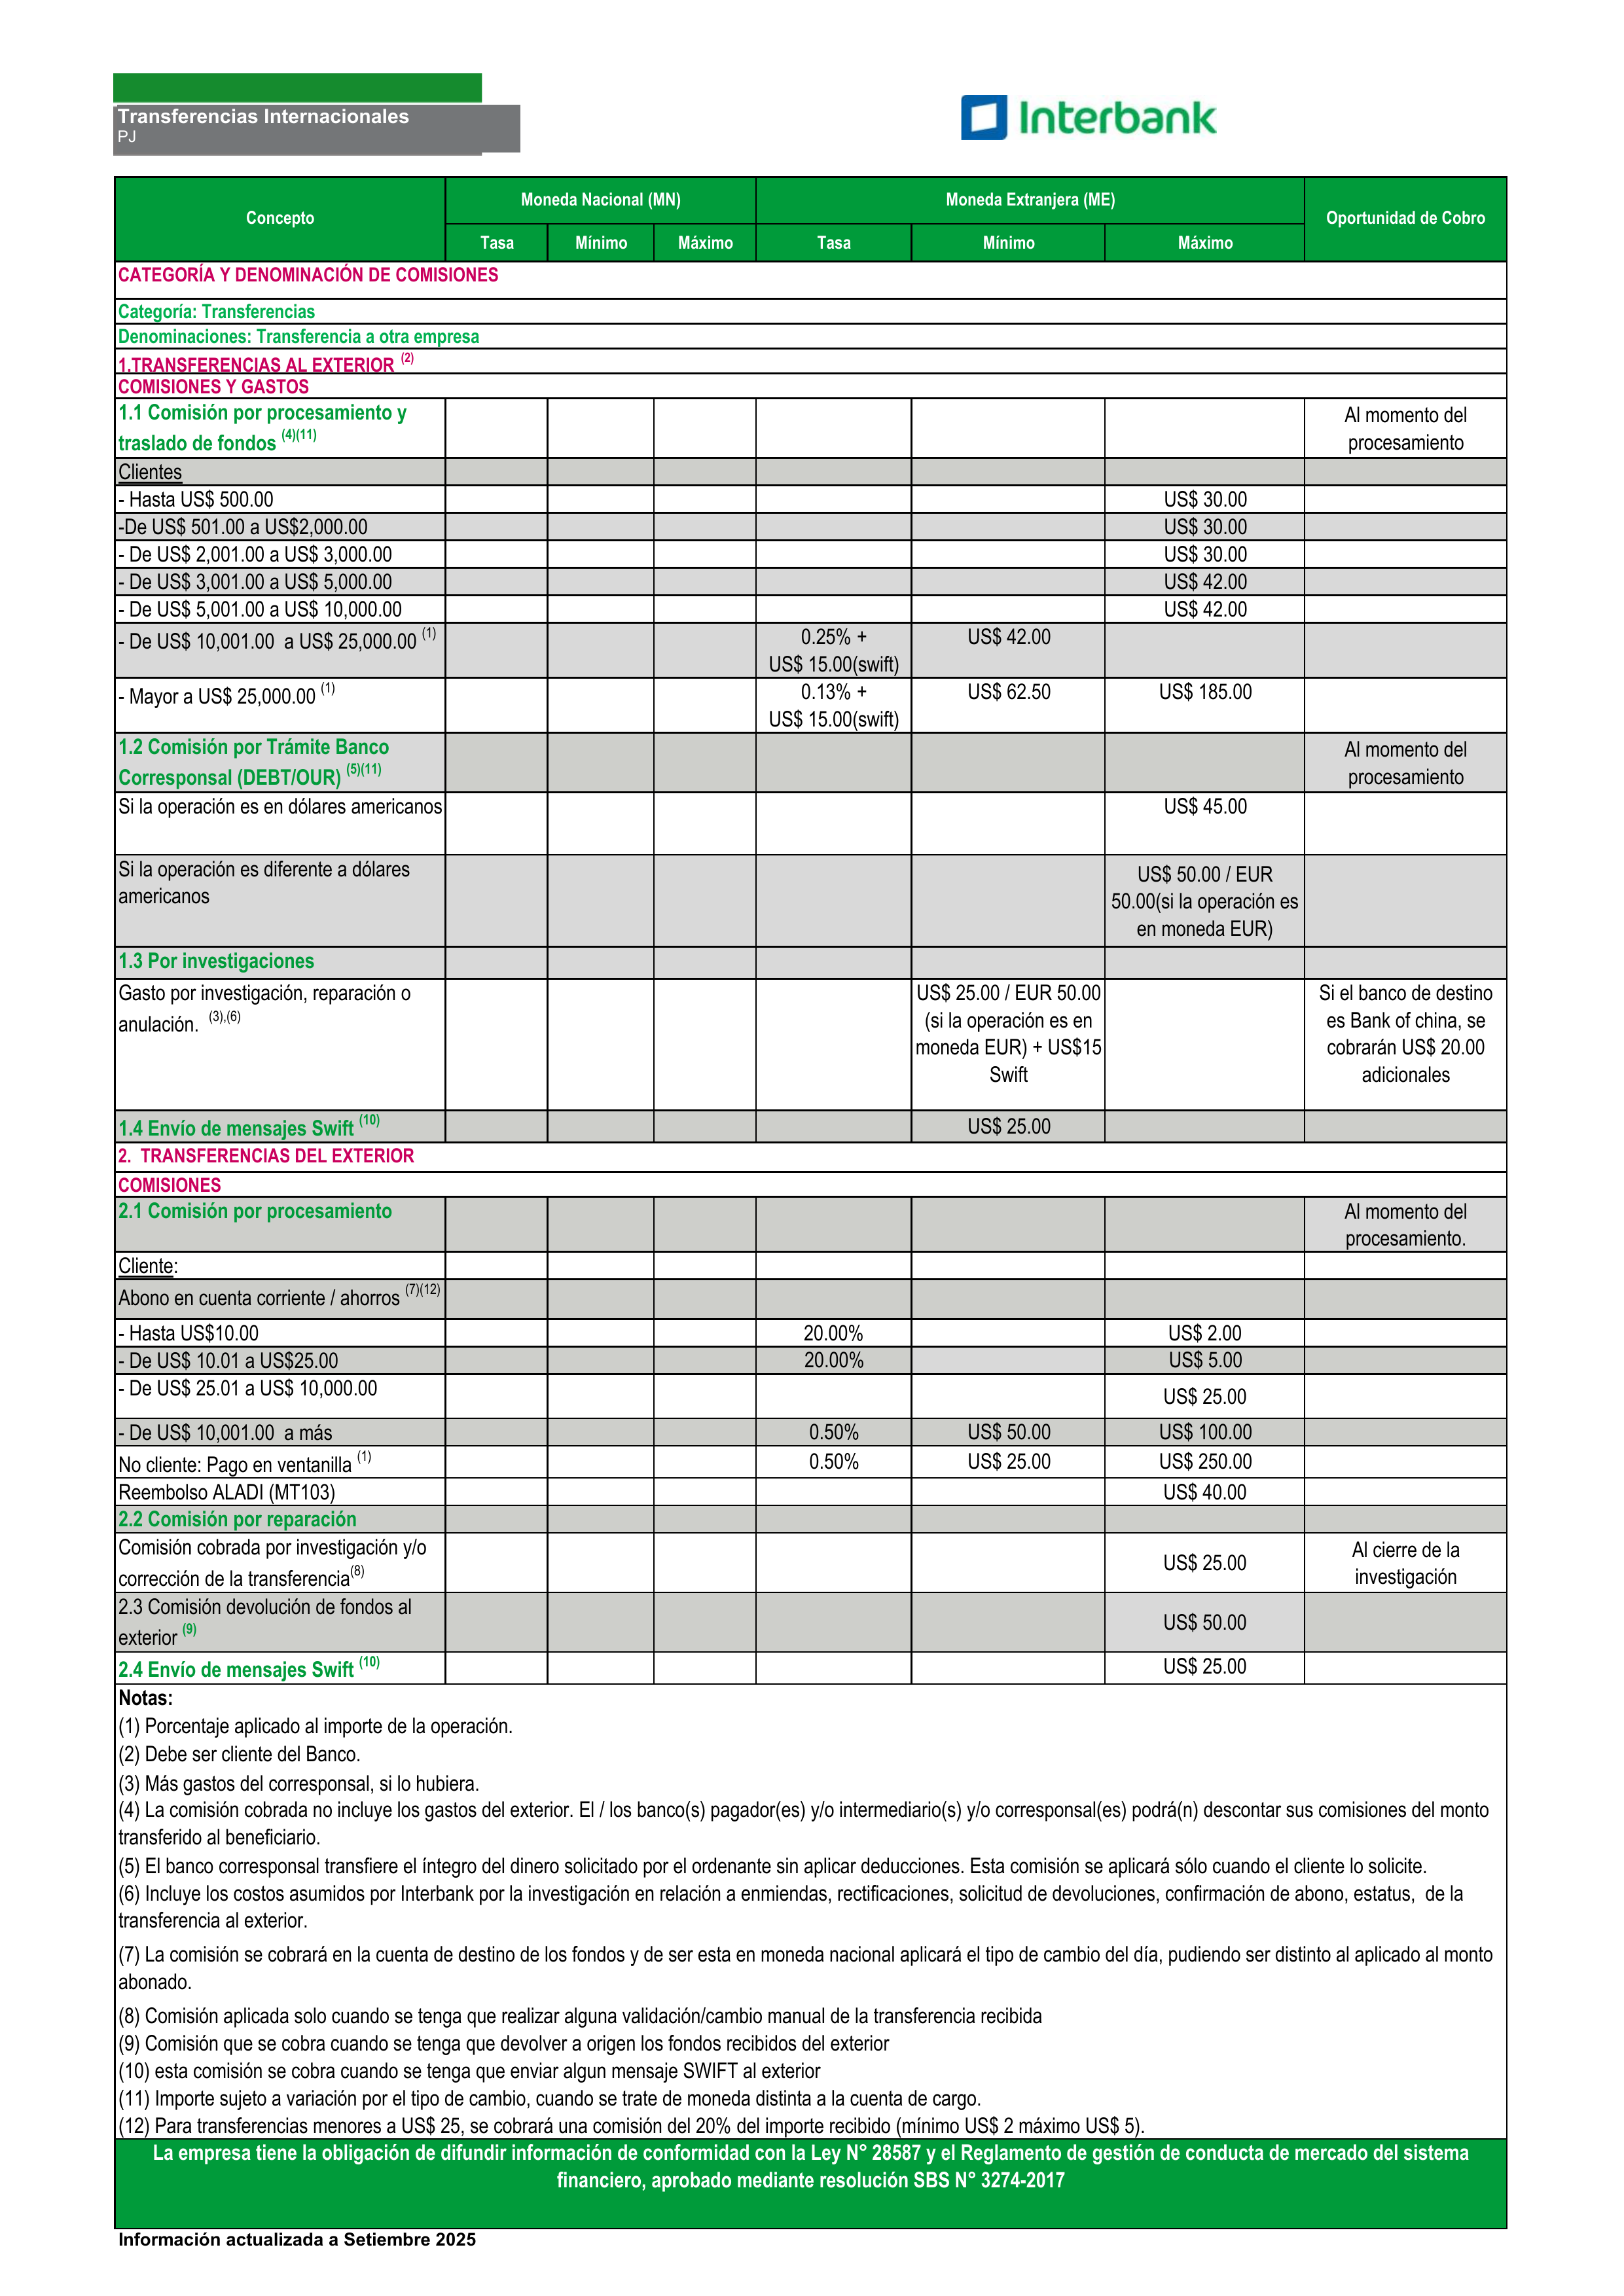 Transferencias Internacionales
PJ
Interbank
Concepto
Moneda Nacional (MN)
Moneda Extranjera (ME)
Oportunidad de Cobro
Tasa Mínimo Máximo Tasa Mínimo Máximo
CATEGORÍA Y DENOMINACIÓN DE COMISIONES
Categoría: Transferencias
Denominaciones: Transferencia a otra empresa
1.TRANSFERENCIAS AL EXTERIOR (2)
COMISIONES Y GASTOS
1.1 Comisión por procesamiento y
traslado de fondos (4)(11)
Al momento del
procesamiento
Clientes
- Hasta US$ 500.00 US$ 30.00
-De US$ 501.00 a US$2,000.00 US$ 30.00
- De US$ 2,001.00 a US$ 3,000.00 US$ 30.00
- De US$ 3,001.00 a US$ 5,000.00 US$ 42.00
- De US$ 5,001.00 a US$ 10,000.00 US$ 42.00
- De US$ 10,001.00 a US$ 25,000.00 (1)
0.25% +
US$ 15.00(swift)
US$ 42.00
- Mayor a US$ 25,000.00 (1)
0.13% +
US$ 15.00(swift)
US$ 62.50
US$ 185.00
1.2 Comisión por Trámite Banco
Corresponsal (DEBT/OUR) (5)(11)
Al momento del
procesamiento
Si la operación es en dólares americanos US$ 45.00
Si la operación es diferente a dólares
americanos
US$ 50.00 / EUR
50.00(si la operación es
en moneda EUR)
1.3 Por investigaciones
Gasto por investigación, reparación o
anulación. (3),(6)
US$ 25.00 / EUR 50.00
(si la operación es en
moneda EUR) + US$15
Swift
Si el banco de destino
es Bank of china, se
cobrarán US$ 20.00
adicionales
1.4 Envío de mensajes Swift (10) US$ 25.00
2. TRANSFERENCIAS DEL EXTERIOR
COMISIONES
2.1 Comisión por procesamiento
Al momento del
procesamiento.
Cliente:
Abono en cuenta corriente / ahorros (7)(12)
- Hasta US$10.00 20.00% US$ 2.00
- De US$ 10.01 a US$25.00 20.00% US$ 5.00
- De US$ 25.01 a US$ 10,000.00 US$ 25.00
- De US$ 10,001.00 a más 0.50% US$ 50.00 US$ 100.00
No cliente: Pago en ventanilla (1) 0.50% US$ 25.00 US$ 250.00
Reembolso ALADI (MT103) US$ 40.00
2.2 Comisión por reparación
Comisión cobrada por investigación y/o
corrección de la transferencia(8)
US$ 25.00
Al cierre de la
investigación
2.3 Comisión devolución de fondos al
exterior (9)
US$ 50.00
2.4 Envío de mensajes Swift (10) US$ 25.00
Notas:
(1) Porcentaje aplicado al importe de la operación.
(2) Debe ser cliente del Banco.
(3) Más gastos del corresponsal, si lo hubiera.
(4) La comisión cobrada no incluye los gastos del exterior. El / los banco(s) pagador(es) y/o intermediario(s) y/o corresponsal(es) podrá(n) descontar sus comisiones del monto
transferido al beneficiario.
(5) El banco corresponsal transfiere el íntegro del dinero solicitado por el ordenante sin aplicar deducciones. Esta comisión se aplicará sólo cuando el cliente lo solicite.
(6) Incluye los costos asumidos por Interbank por la investigación en relación a enmiendas, rectificaciones, solicitud de devoluciones, confirmación de abono, estatus, de la
transferencia al exterior.
(7) La comisión se cobrará en la cuenta de destino de los fondos y de ser esta en moneda nacional aplicará el tipo de cambio del día, pudiendo ser distinto al aplicado al monto
abonado.
(8) Comisión aplicada solo cuando se tenga que realizar alguna validación/cambio manual de la transferencia recibida
(9) Comisión que se cobra cuando se tenga que devolver a origen los fondos recibidos del exterior
(10) esta comisión se cobra cuando se tenga que enviar algun mensaje SWIFT al exterior
(11) Importe sujeto a variación por el tipo de cambio, cuando se trate de moneda distinta a la cuenta de cargo.
(12) Para transferencias menores a US$ 25, se cobrará una comisión del 20% del importe recibido (mínimo US$ 2 máximo US$ 5).
La empresa tiene la obligación de difundir información de conformidad con la Ley N° 28587 y el Reglamento de gestión de conducta de mercado del sistema
financiero, aprobado mediante resolución SBS N° 3274-2017
Información actualizada a Setiembre 2025